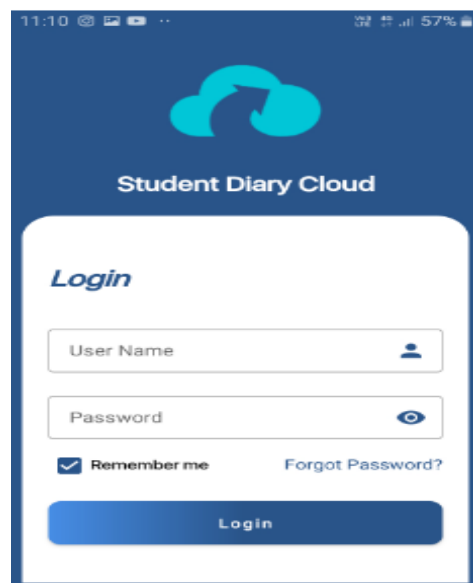 11:10
57%
Student Diary Cloud
Login
User Name
Password
Remember me Forgot Password?
Login